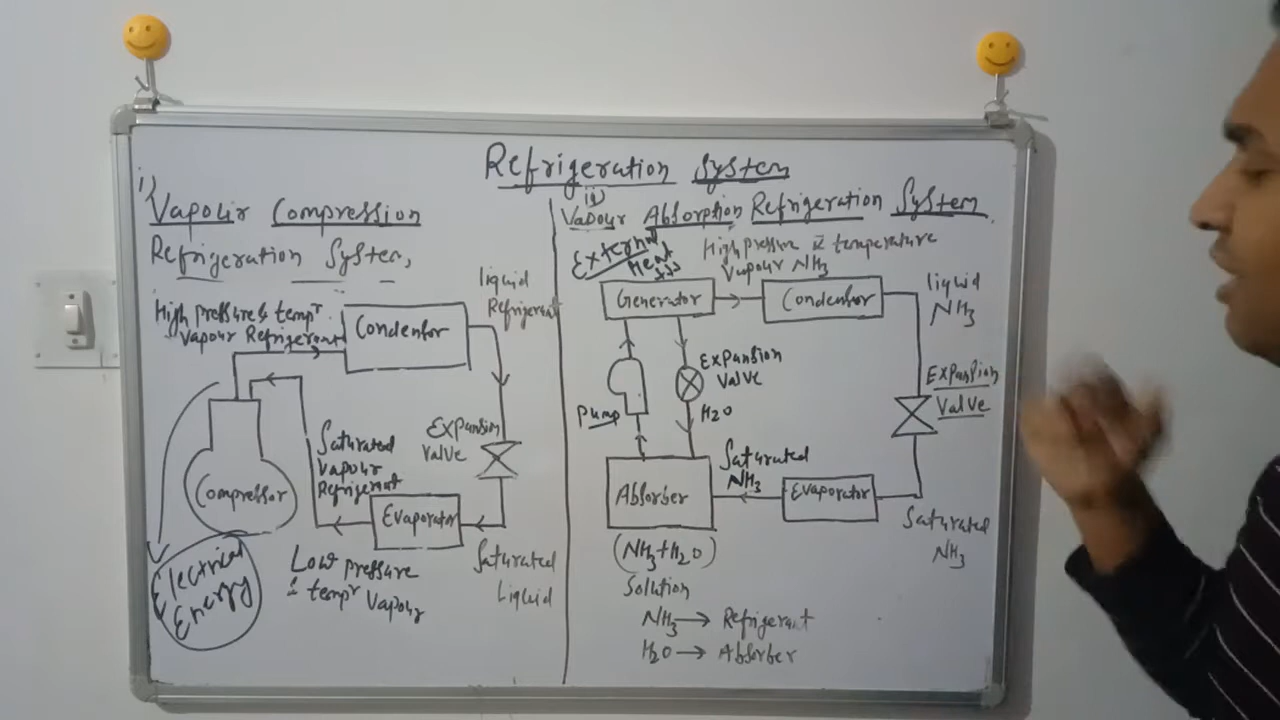 Refrigeration System
i) Vapour Compression
Refrigeration System,
High pressure & tempr
Vapour Refrigerant
Condensor
liquid
Refrigerant
Expansion
Valve
Saturated
Vapour
Refrigerant
Compressor
Evaporator
Saturated
Liquid
Low pressure
& tempr Vapour
Electrical
Energy
ii)
Vapour Absorption Refrigeration System
External
Heat
High pressure & temperature
Vapour NH3
Generator
Condensor
liquid
NH3
Expansion
Valve
Pump
Expansion
Valve
H2O
Absorber
Saturated
NH3
Evaporator
Saturated
NH3
(NH3+H2O)
Solution
NH3 → Refrigerant
H2O → Absorber